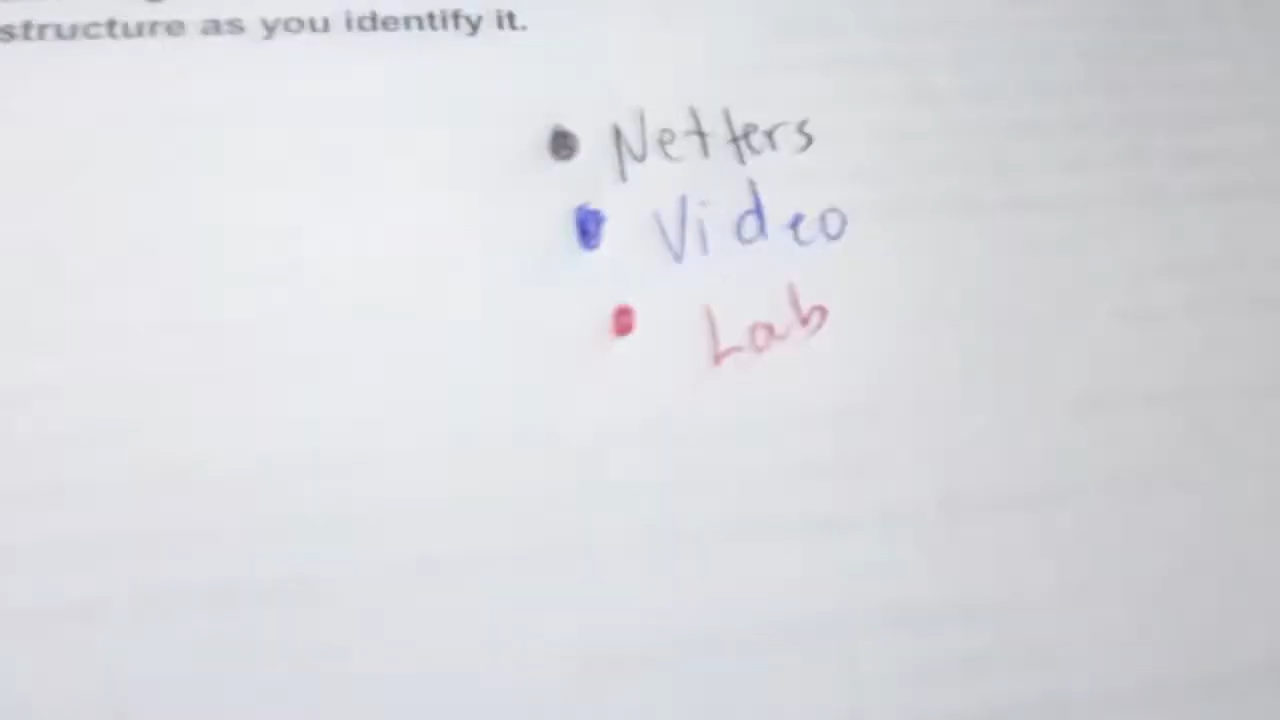 structure as you identify it.
Netters
Video
Lab